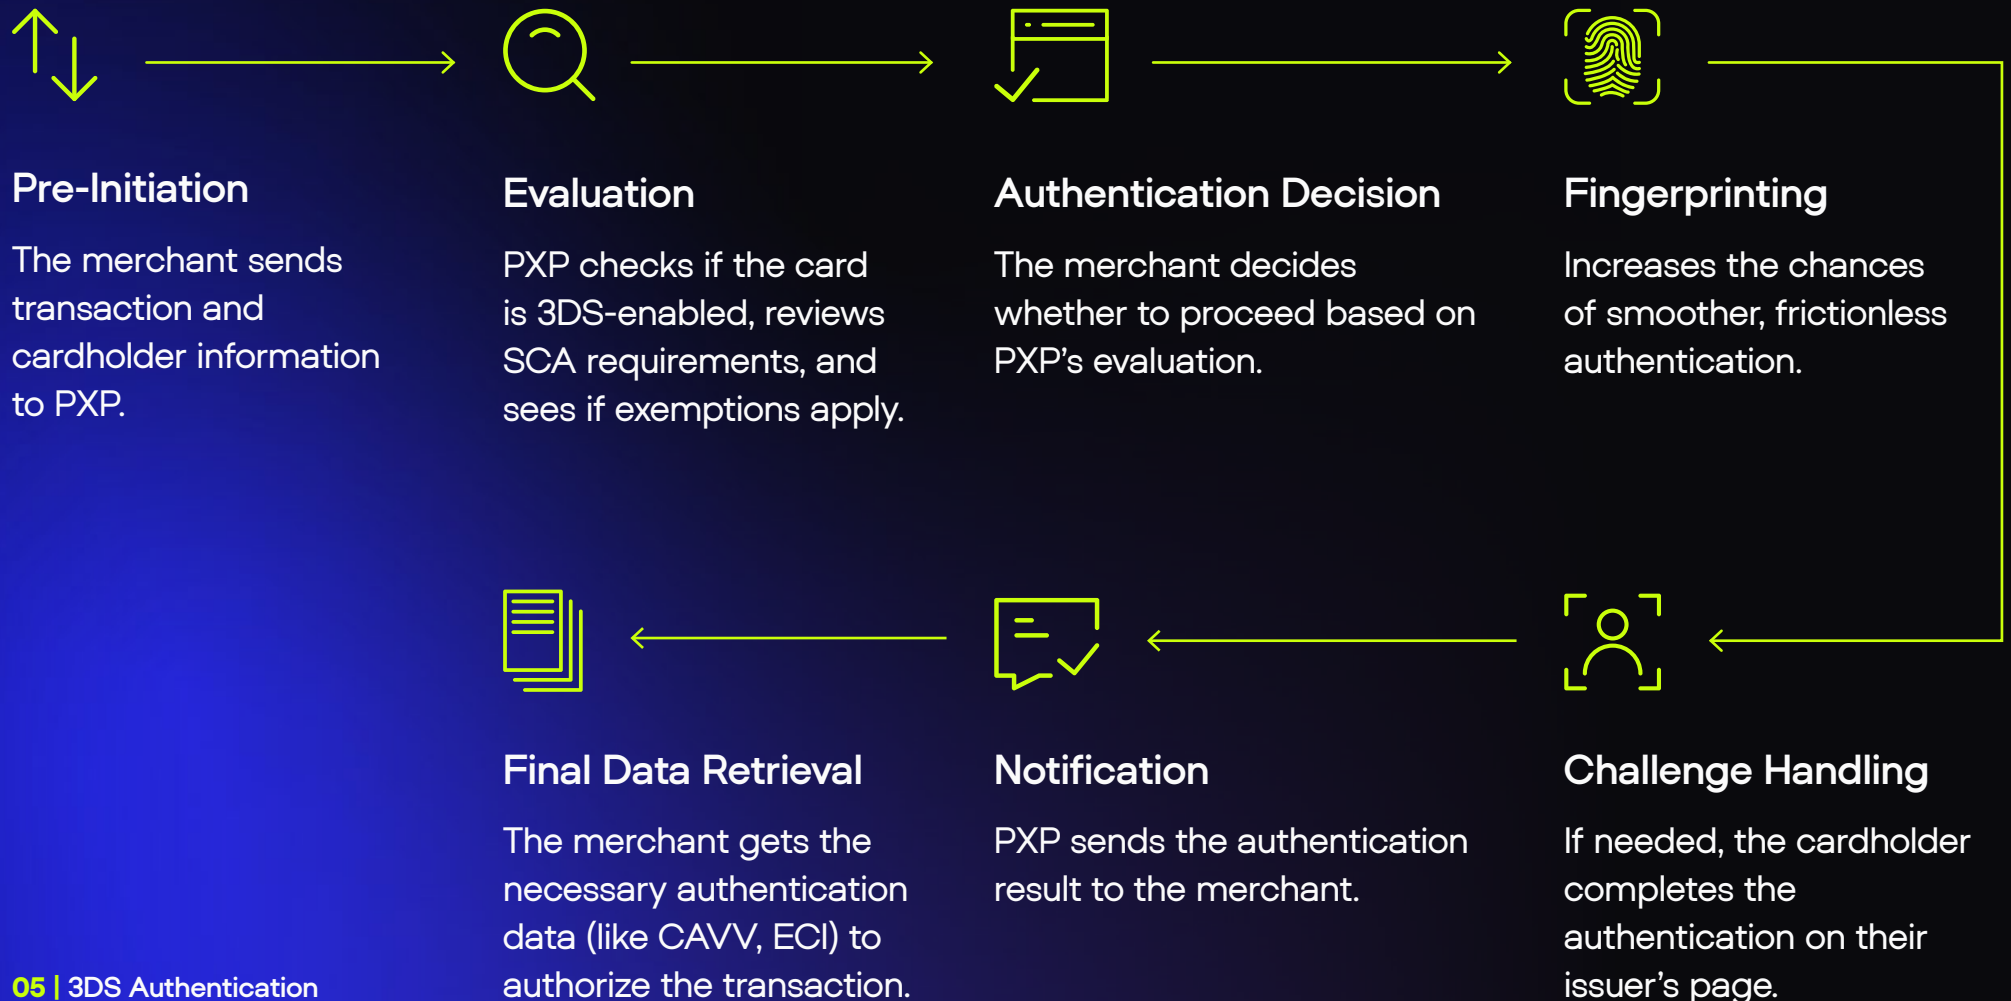 Pre-Initiation
The merchant sends
transaction and
cardholder information
to PXP.
Evaluation
PXP checks if the card
is 3DS-enabled, reviews
SCA requirements, and
sees if exemptions apply.
Authentication Decision
The merchant decides
whether to proceed based on
PXP’s evaluation.
Fingerprinting
Increases the chances
of smoother, frictionless
authentication.
Challenge Handling
If needed, the cardholder
completes the
authentication on their
issuer’s page.
Notification
PXP sends the authentication
result to the merchant.
Final Data Retrieval
The merchant gets the
necessary authentication
data (like CAVV, ECI) to
authorize the transaction.
05 | 3DS Authentication